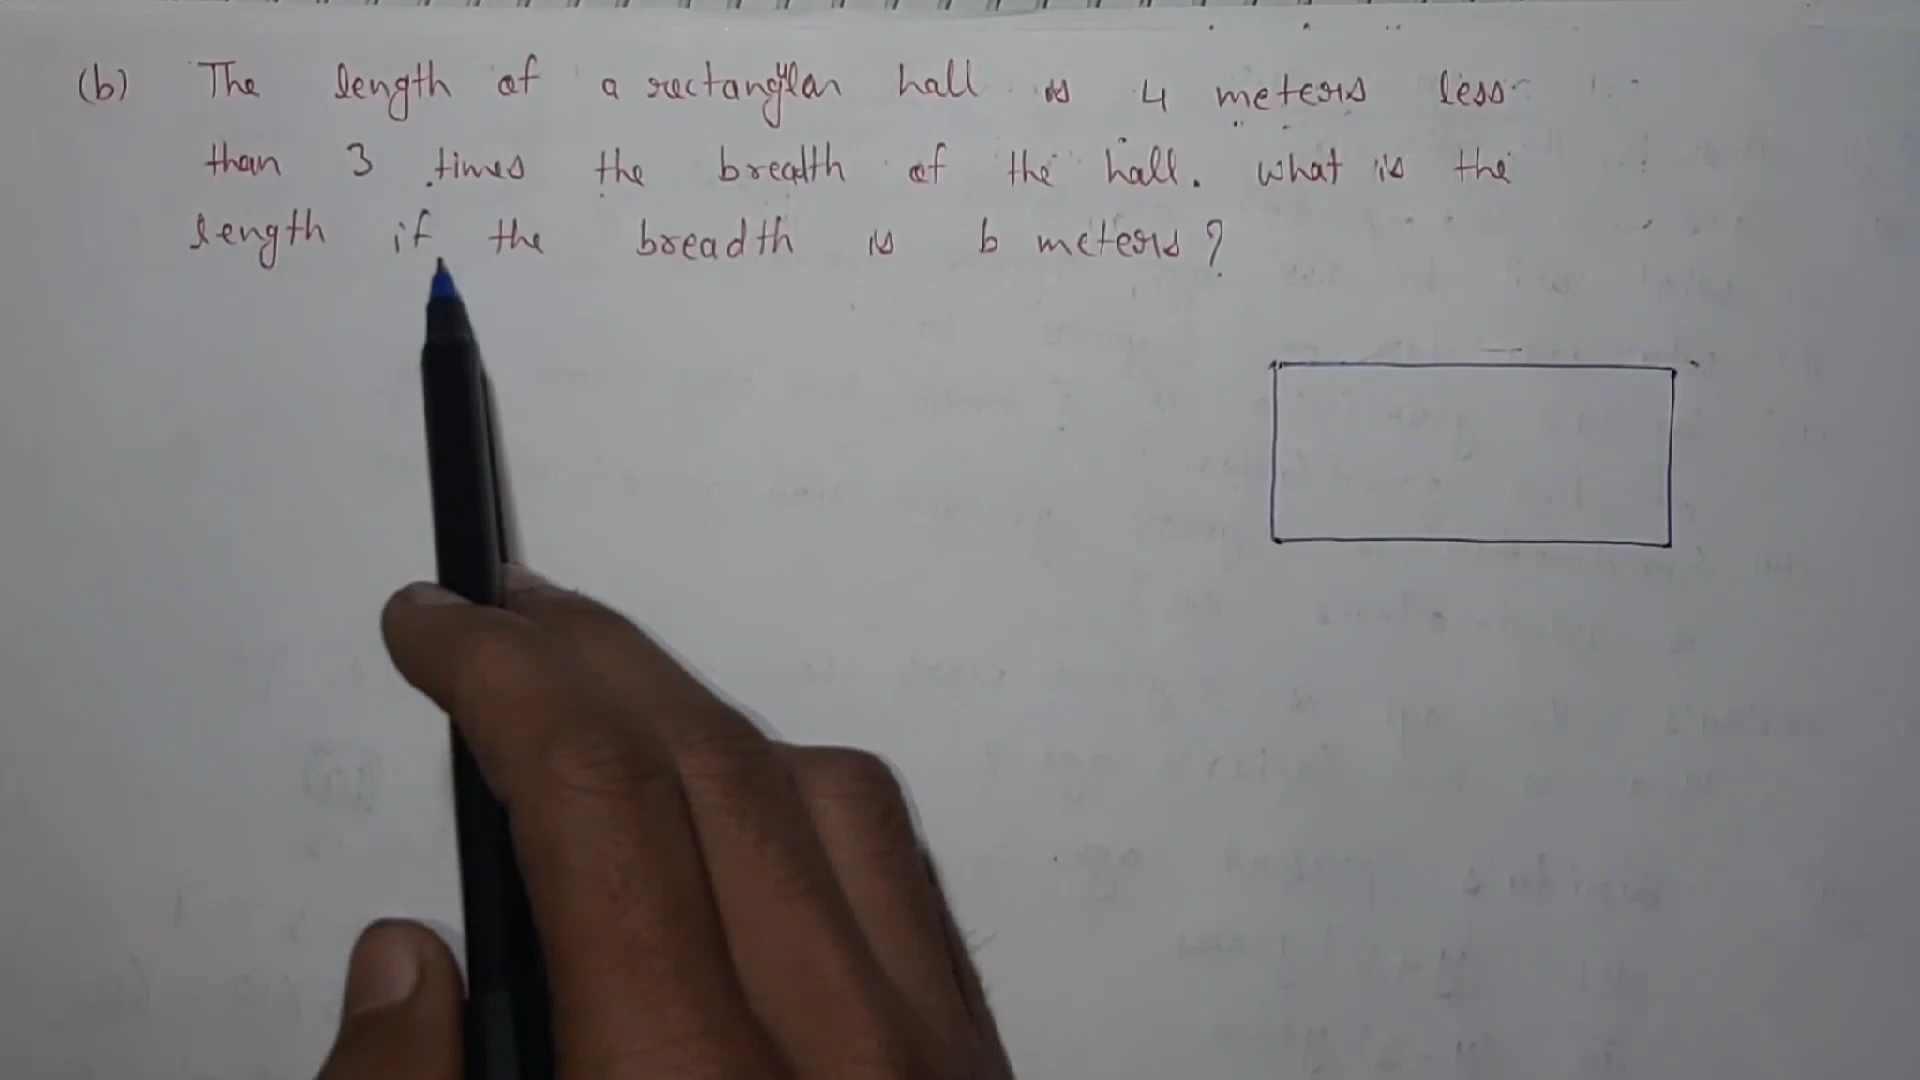 (b) The length of a rectangular hall is 4 meters less
than 3 times the breadth of the hall. what is the
length if the breadth is b meters?